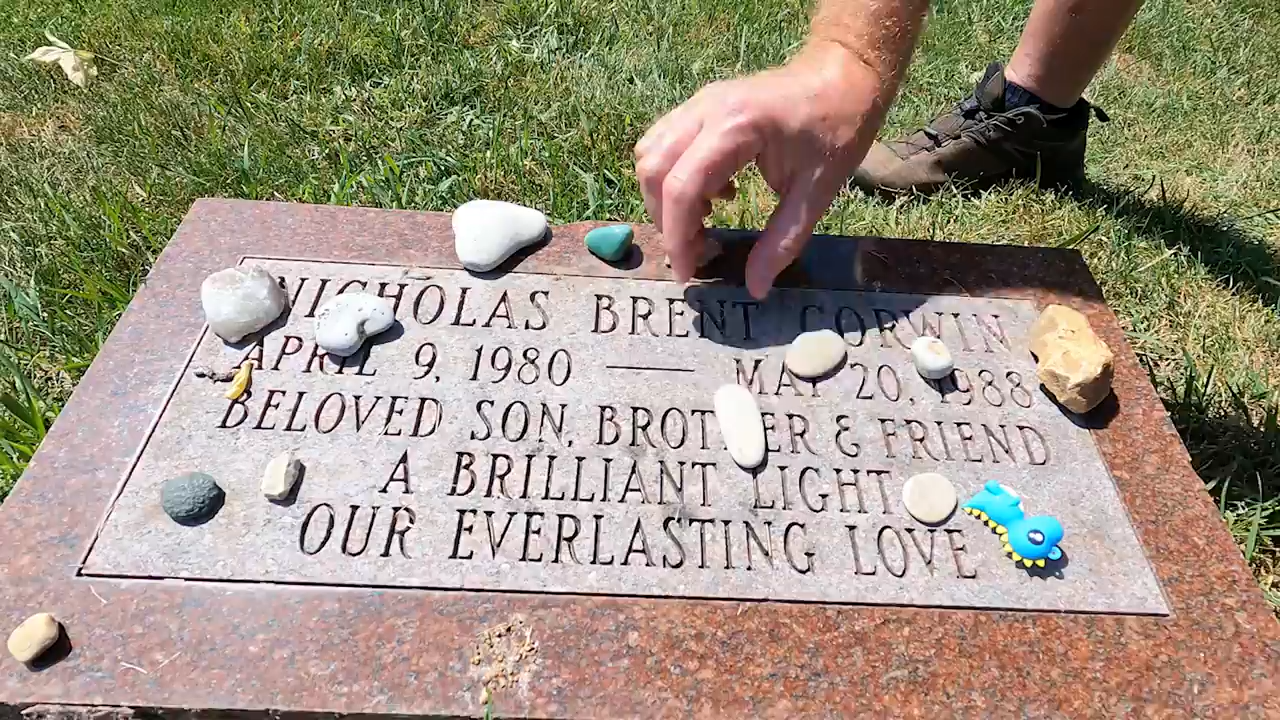 NICHOLAS BRENT CORWIN
APRIL 9, 1980 — MAY 20, 1988
BELOVED SON, BROTHER & FRIEND
A BRILLIANT LIGHT
OUR EVERLASTING LOVE